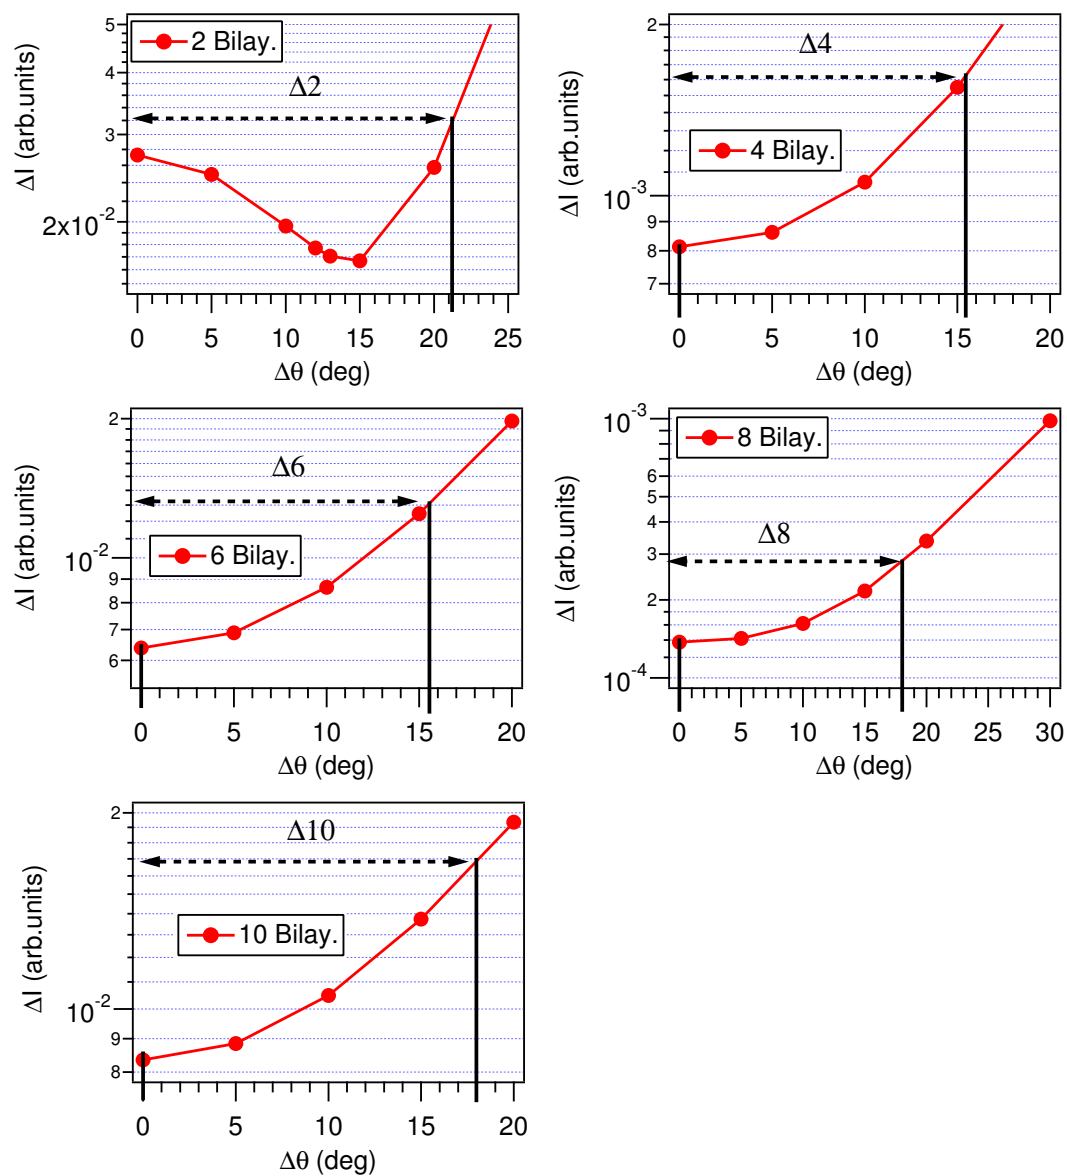 ΔI (arb.units)
5
4
3
2x10⁻²
2 Bilay.
Δ2
0 5 10 15 20 25
Δθ (deg)
ΔI (arb.units)
2
10⁻³
9
8
7
Δ4
4 Bilay.
0 5 10 15 20
Δθ (deg)
ΔI (arb.units)
2
10⁻²
9
8
7
6
Δ6
6 Bilay.
0 5 10 15 20
Δθ (deg)
ΔI (arb.units)
10⁻³
6
5
4
3
2
10⁻⁴
8 Bilay.
Δ8
0 5 10 15 20 25 30
Δθ (deg)
ΔI (arb.units)
2
10⁻²
9
8
Δ10
10 Bilay.
0 5 10 15 20
Δθ (deg)